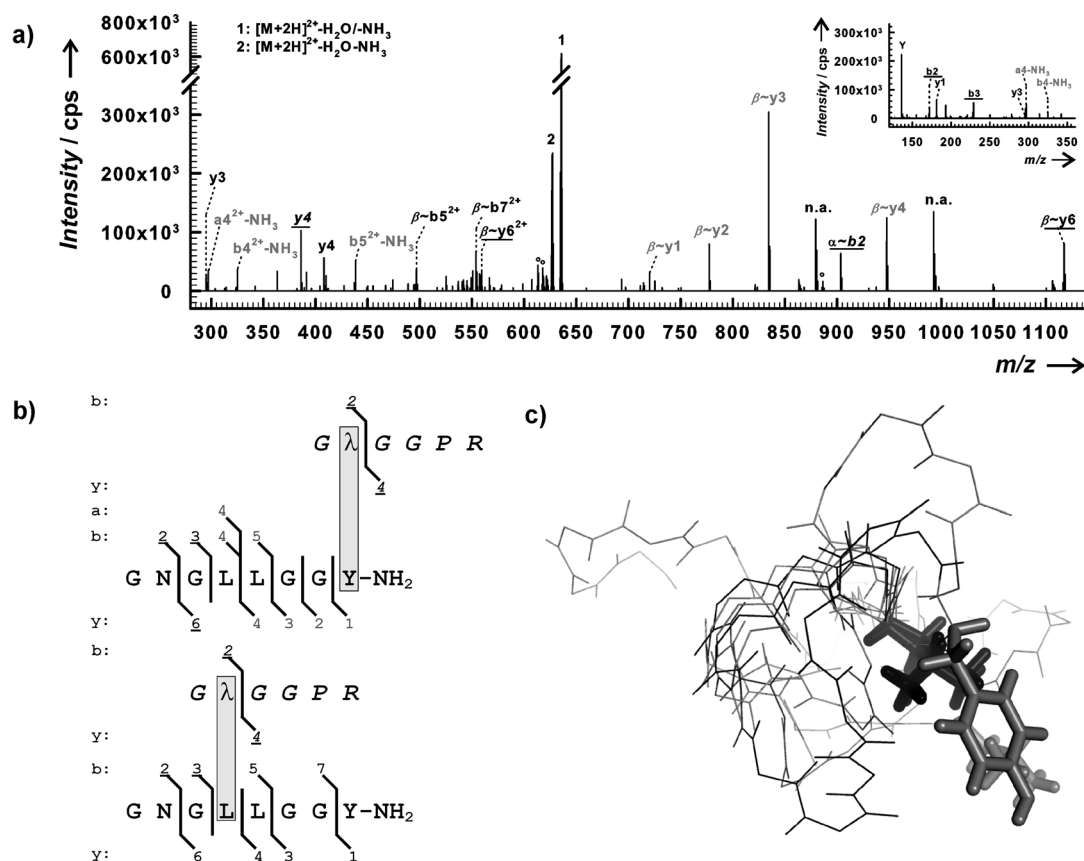 a)
Intensity / cps
800x10³
600x10³
300x10³
200x10³
100x10³
0
1: [M+2H]²⁺-H₂O/-NH₃
2: [M+2H]²⁺-H₂O-NH₃
y3
a4²⁺-NH₃
b4²⁺-NH₃
y4
y4
b5²⁺-NH₃
β~b5²⁺
β~b7²⁺
β~y6²⁺
2
1
β~y1
β~y2
β~y3
n.a.
α~b2
β~y4
n.a.
β~y6
300 350 400 450 500 550 600 650 700 750 800 850 900 950 1000 1050 1100
m/z
Intensity / cps
300x10³
200x10³
100x10³
0
Y
b2
y1
b3
y3
a4-NH₃
b4-NH₃
150 200 250 300 350
m/z
b)
b: 2
G λ G G P R
y: 4
a: 4
b: 2 3 4 5
G N G L L G G Y-NH₂
y: 6 4 3 2 1
b: 2
G λ G G P R
y: 4
b: 2 3 5 7
G N G L L G G Y-NH₂
y: 6 4 3 1
c)